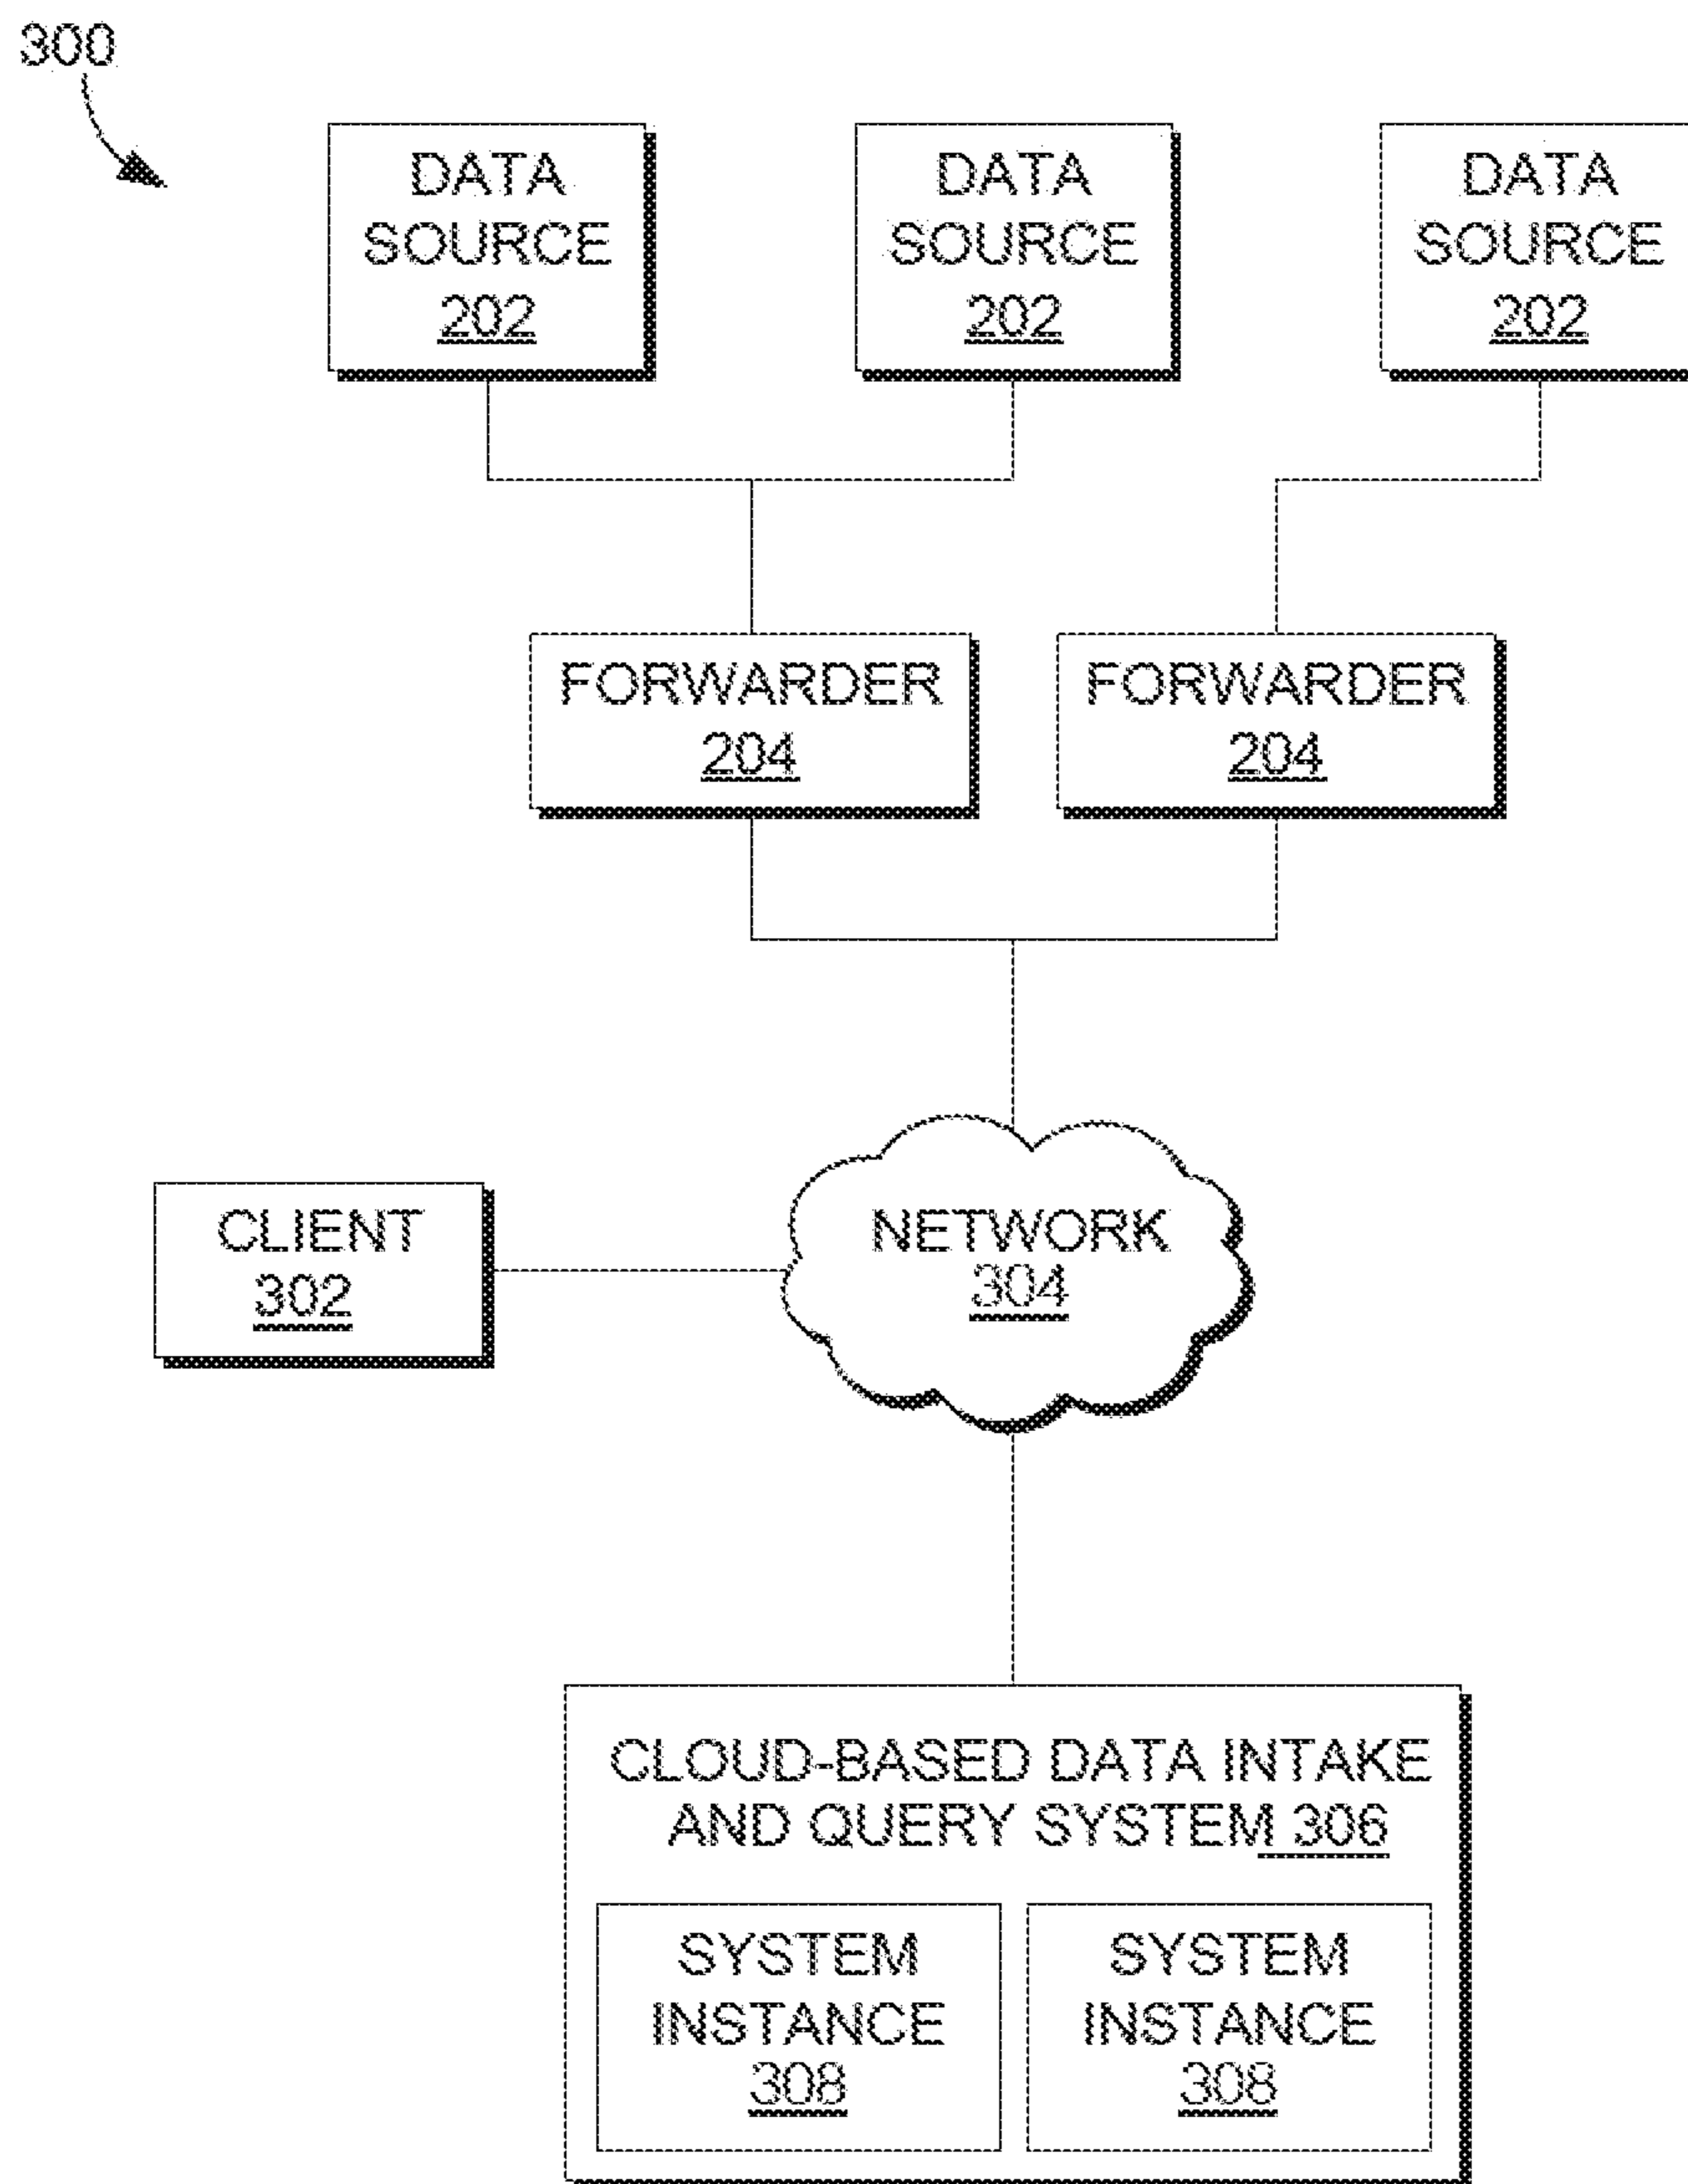 300
DATA
SOURCE
202
DATA
SOURCE
202
DATA
SOURCE
202
FORWARDER
204
FORWARDER
204
CLIENT
302
NETWORK
304
CLOUD-BASED DATA INTAKE
AND QUERY SYSTEM 306
SYSTEM
INSTANCE
308
SYSTEM
INSTANCE
308